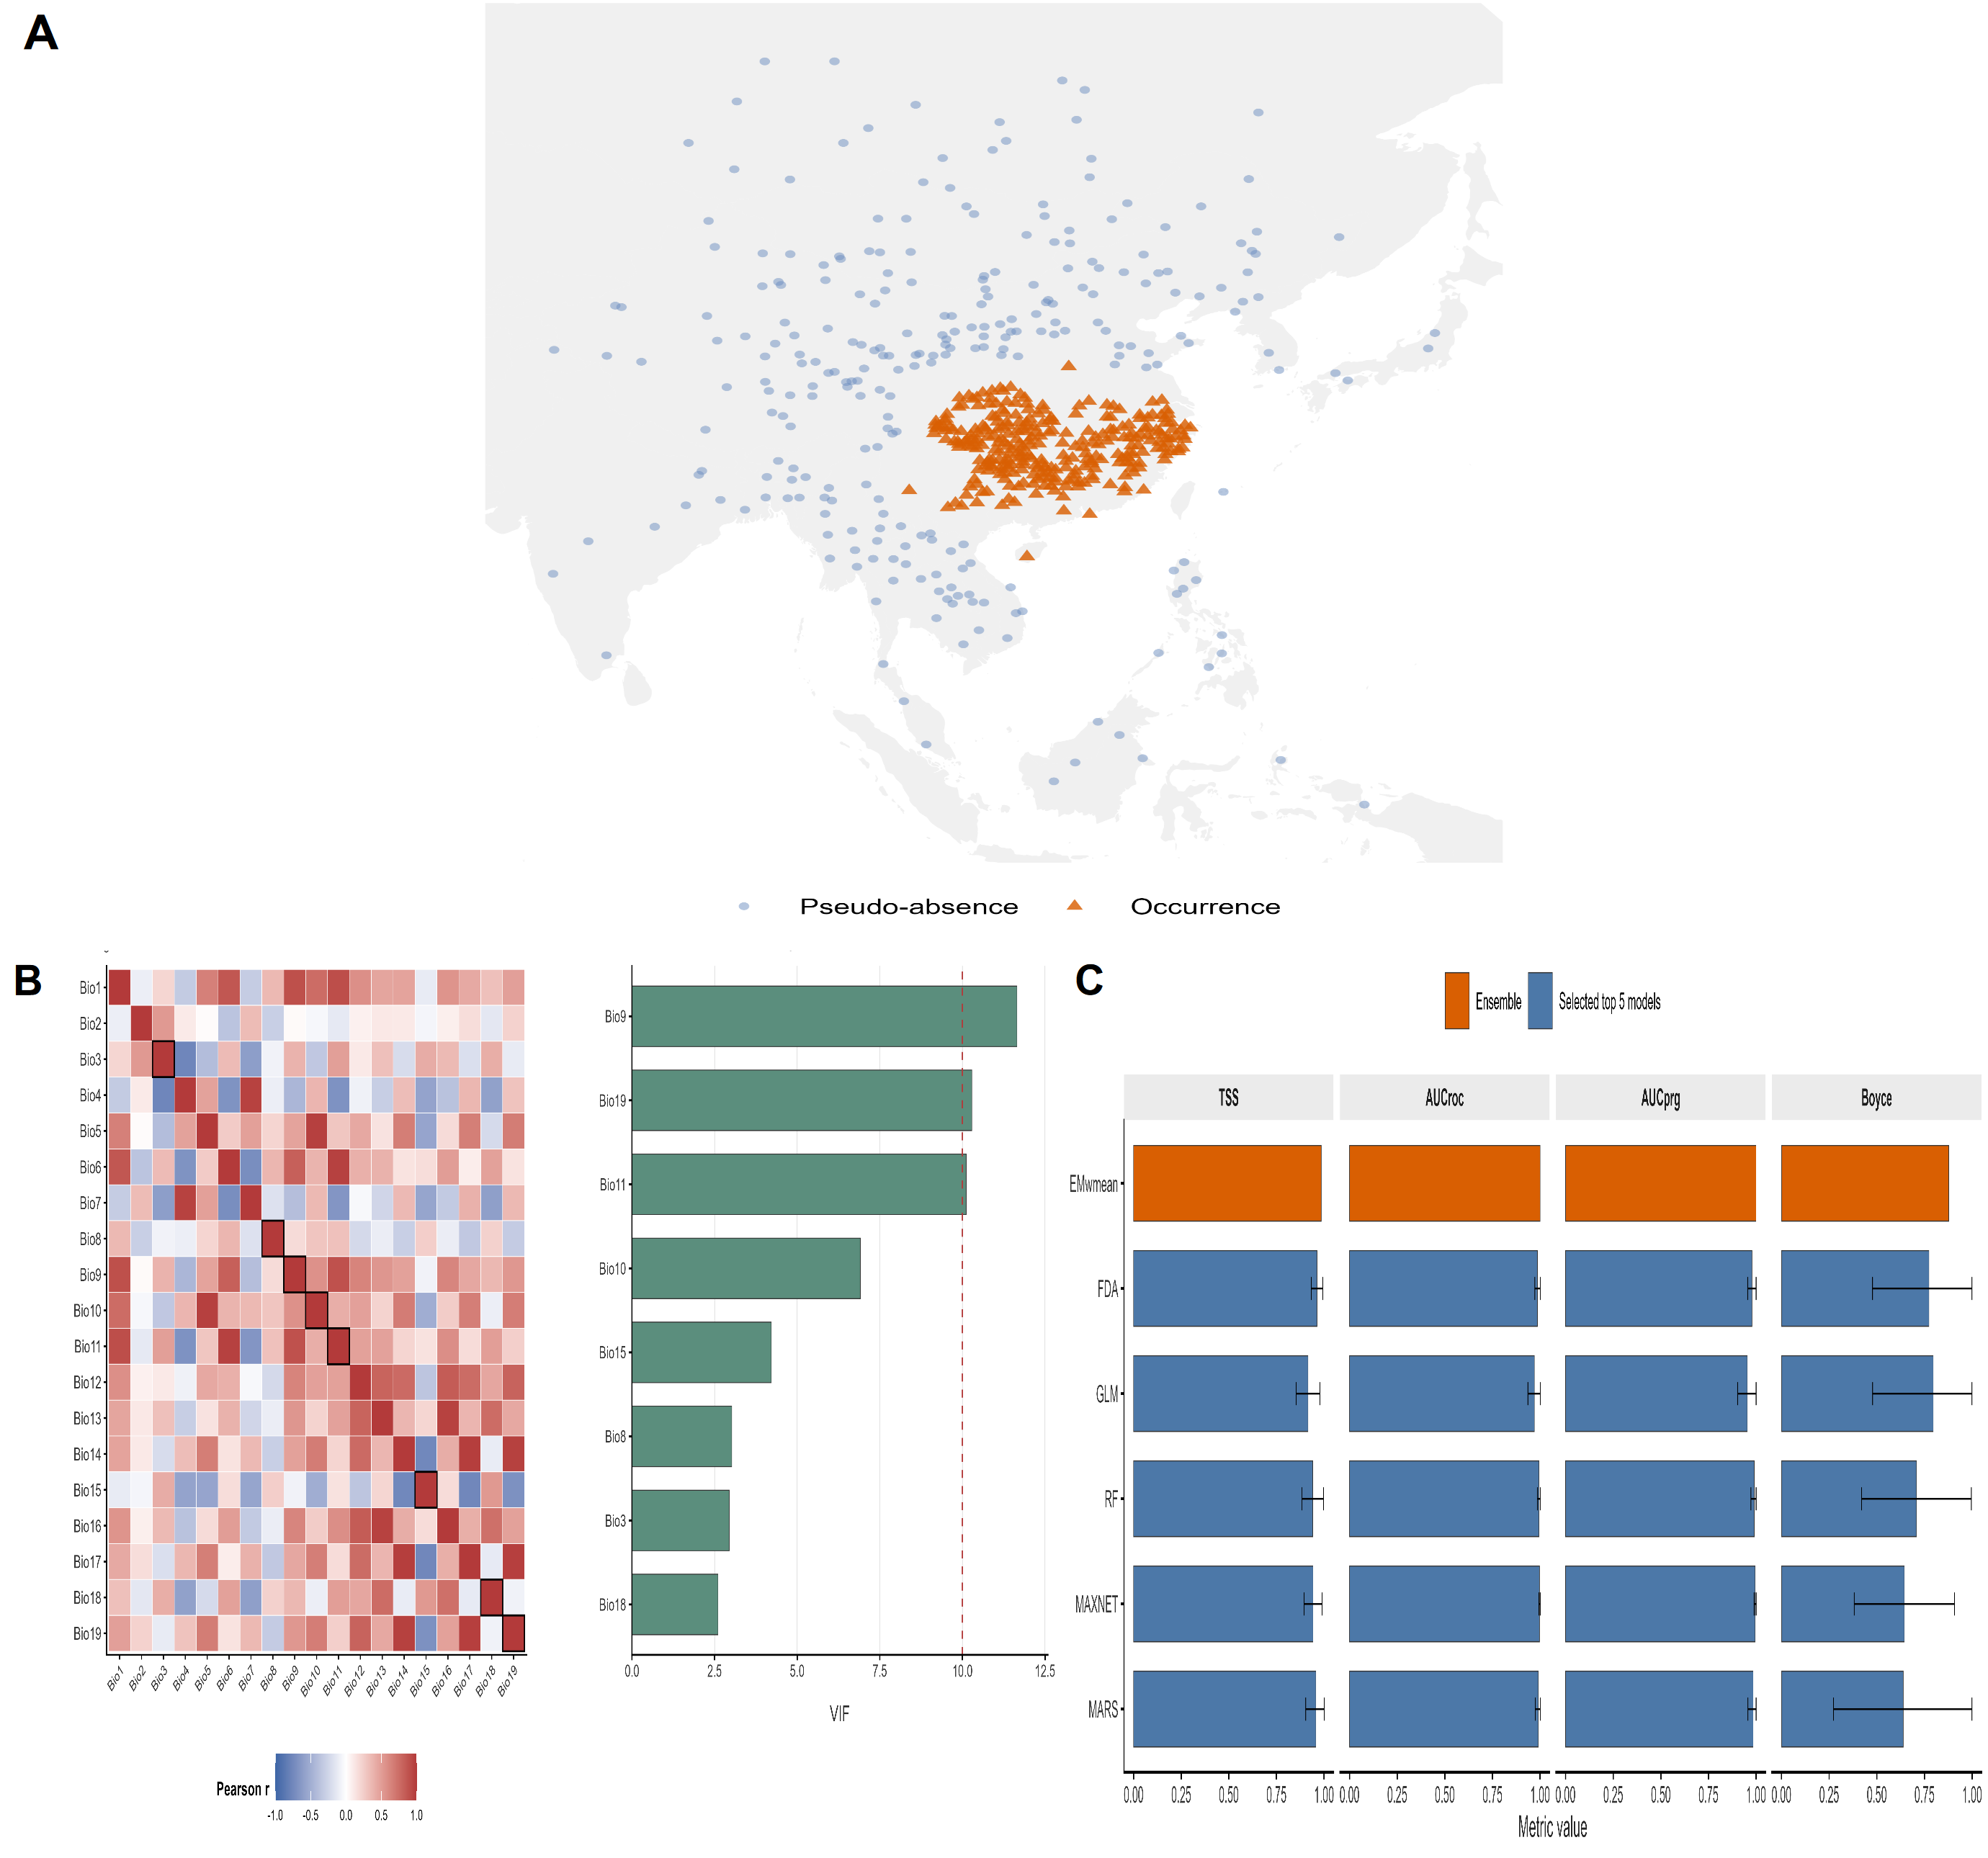 A
Pseudo-absence Occurrence
B
Bio1
Bio2
Bio3
Bio4
Bio5
Bio6
Bio7
Bio8
Bio9
Bio10
Bio11
Bio12
Bio13
Bio14
Bio15
Bio16
Bio17
Bio18
Bio19
Bio1 Bio2 Bio3 Bio4 Bio5 Bio6 Bio7 Bio8 Bio9 Bio10 Bio11 Bio12 Bio13 Bio14 Bio15 Bio16 Bio17 Bio18 Bio19
Pearson r
-1.0 -0.5 0.0 0.5 1.0
Bio9
Bio19
Bio11
Bio10
Bio15
Bio8
Bio3
Bio18
0.0 2.5 5.0 7.5 10.0 12.5
VIF
C
Ensemble Selected top 5 models
TSS AUCroc AUCprg Boyce
EMwmean
FDA
GLM
RF
MAXNET
MARS
0.00 0.25 0.50 0.75 1.00 0.00 0.25 0.50 0.75 1.00 0.00 0.25 0.50 0.75 1.00 0.00 0.25 0.50 0.75 1.00
Metric value